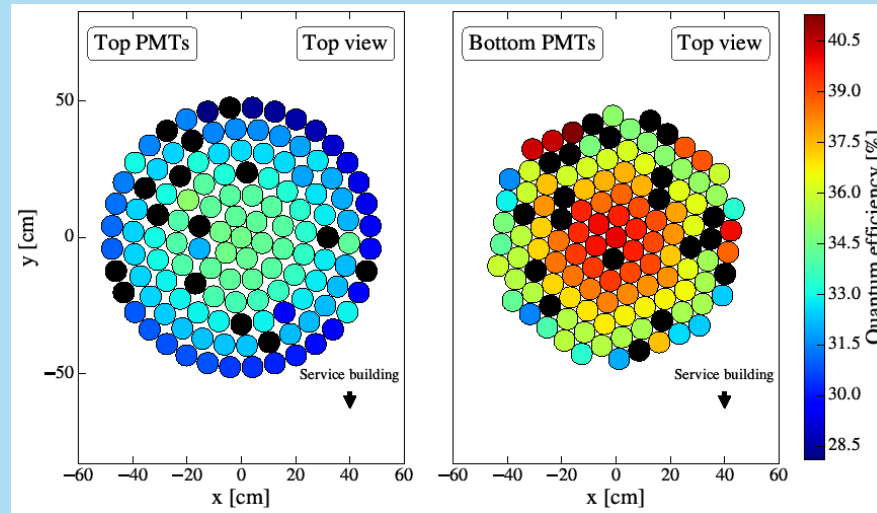 Top PMTs
Top view
Bottom PMTs
Top view
50
0
−50
y [cm]
Service building
Service building
−60 −40 −20 0 20 40 60
x [cm]
−60 −40 −20 0 20 40 60
x [cm]
40.5
39.0
37.5
36.0
34.5
33.0
31.5
30.0
28.5
Quantum efficiency [%]